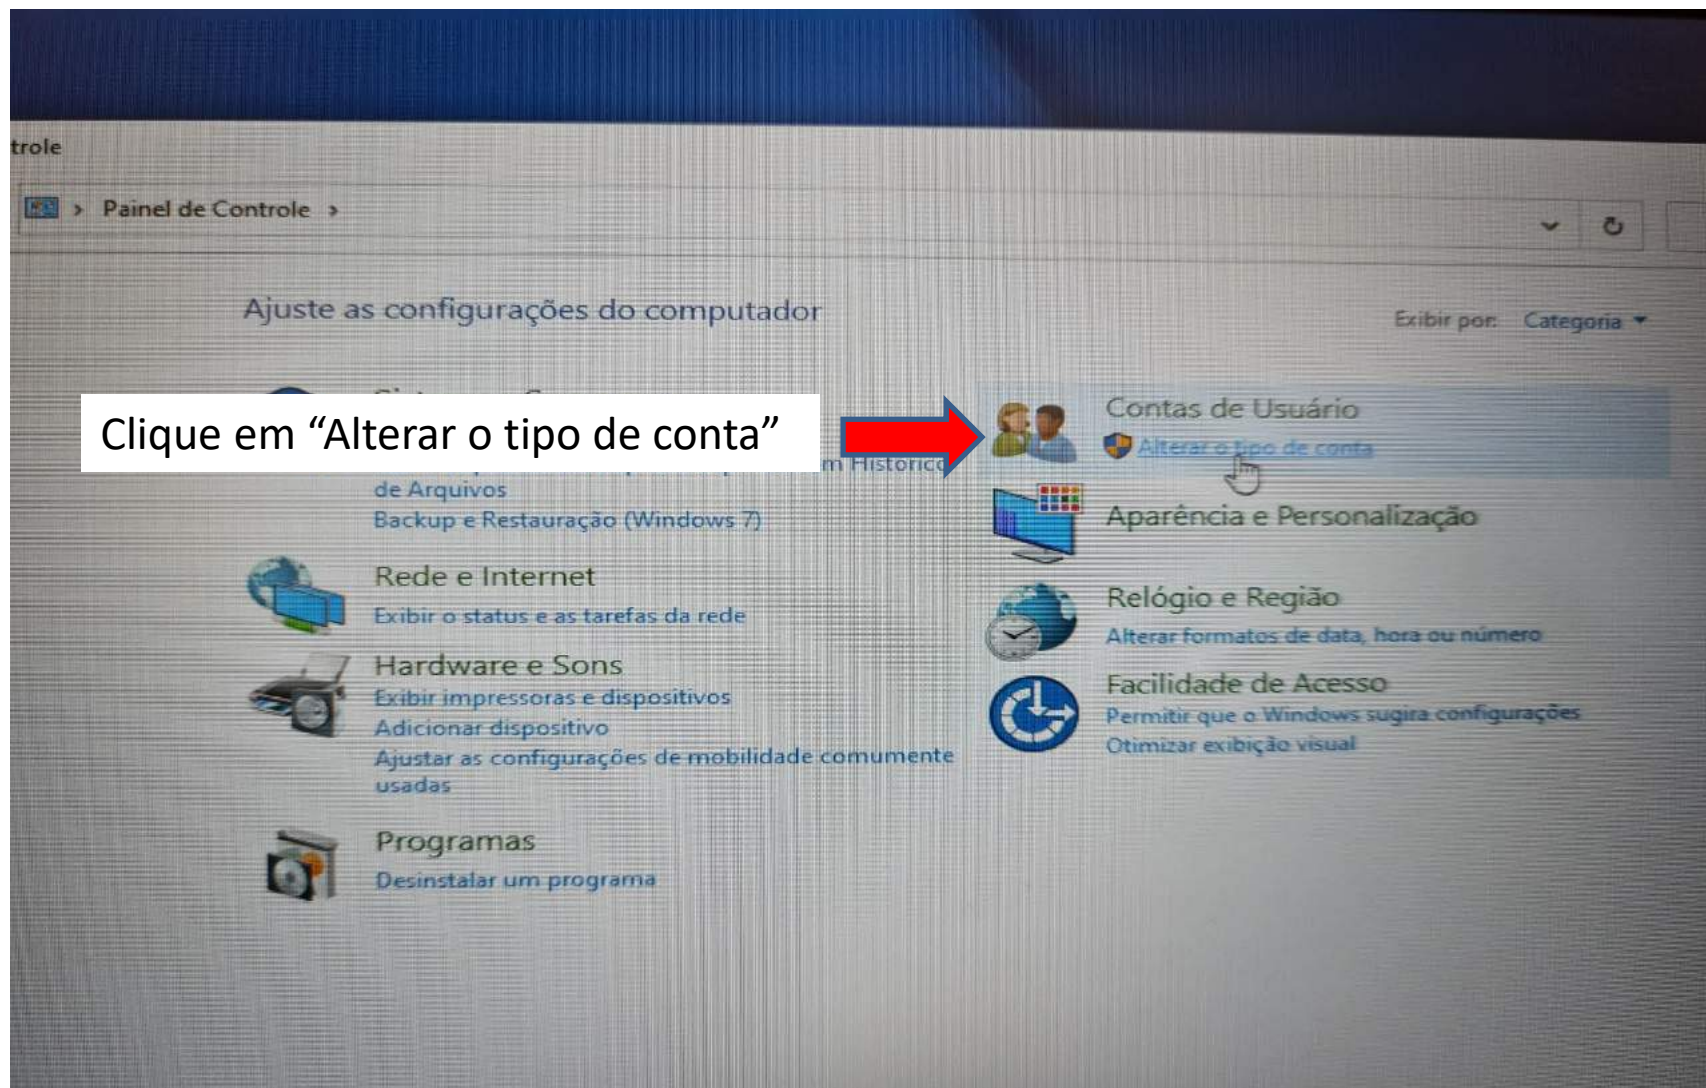 trole
Painel de Controle
Ajuste as configurações do computador
Exibir por: Categoria
Clique em “Alterar o tipo de conta”
m Histórico
de Arquivos
Backup e Restauração (Windows 7)
Rede e Internet
Exibir o status e as tarefas da rede
Hardware e Sons
Exibir impressoras e dispositivos
Adicionar dispositivo
Ajustar as configurações de mobilidade comumente
usadas
Programas
Desinstalar um programa
Contas de Usuário
Alterar o tipo de conta
Aparência e Personalização
Relógio e Região
Alterar formatos de data, hora ou número
Facilidade de Acesso
Permitir que o Windows sugira configurações
Otimizar exibição visual